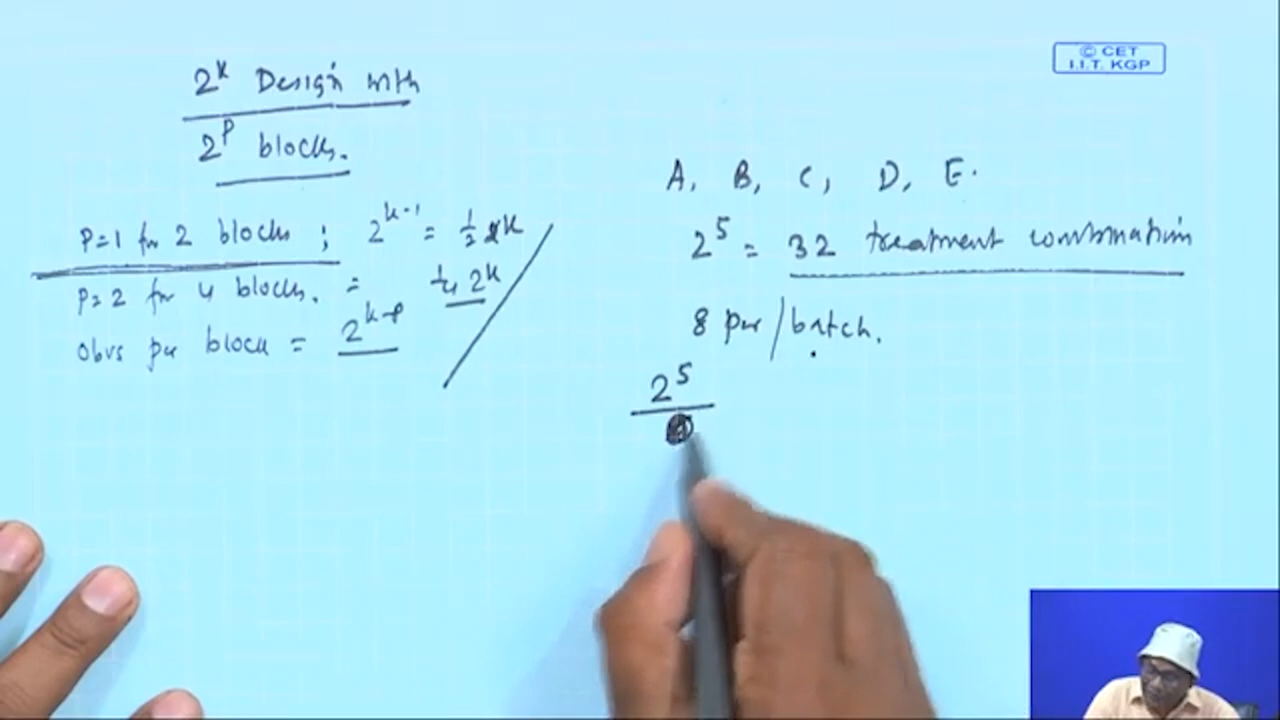 2^k Design with
2^p blocks.
P=1 for 2 blocks ; 2^{k-1} = 1/2 2^k
P=2 for 4 blocks. = 1/4 2^k
Obvs per block = 2^{k-p}
© CET
I.I.T. KGP
A, B, C, D, E.
2^5 = 32 treatment combination
8 per / batch.
2^5